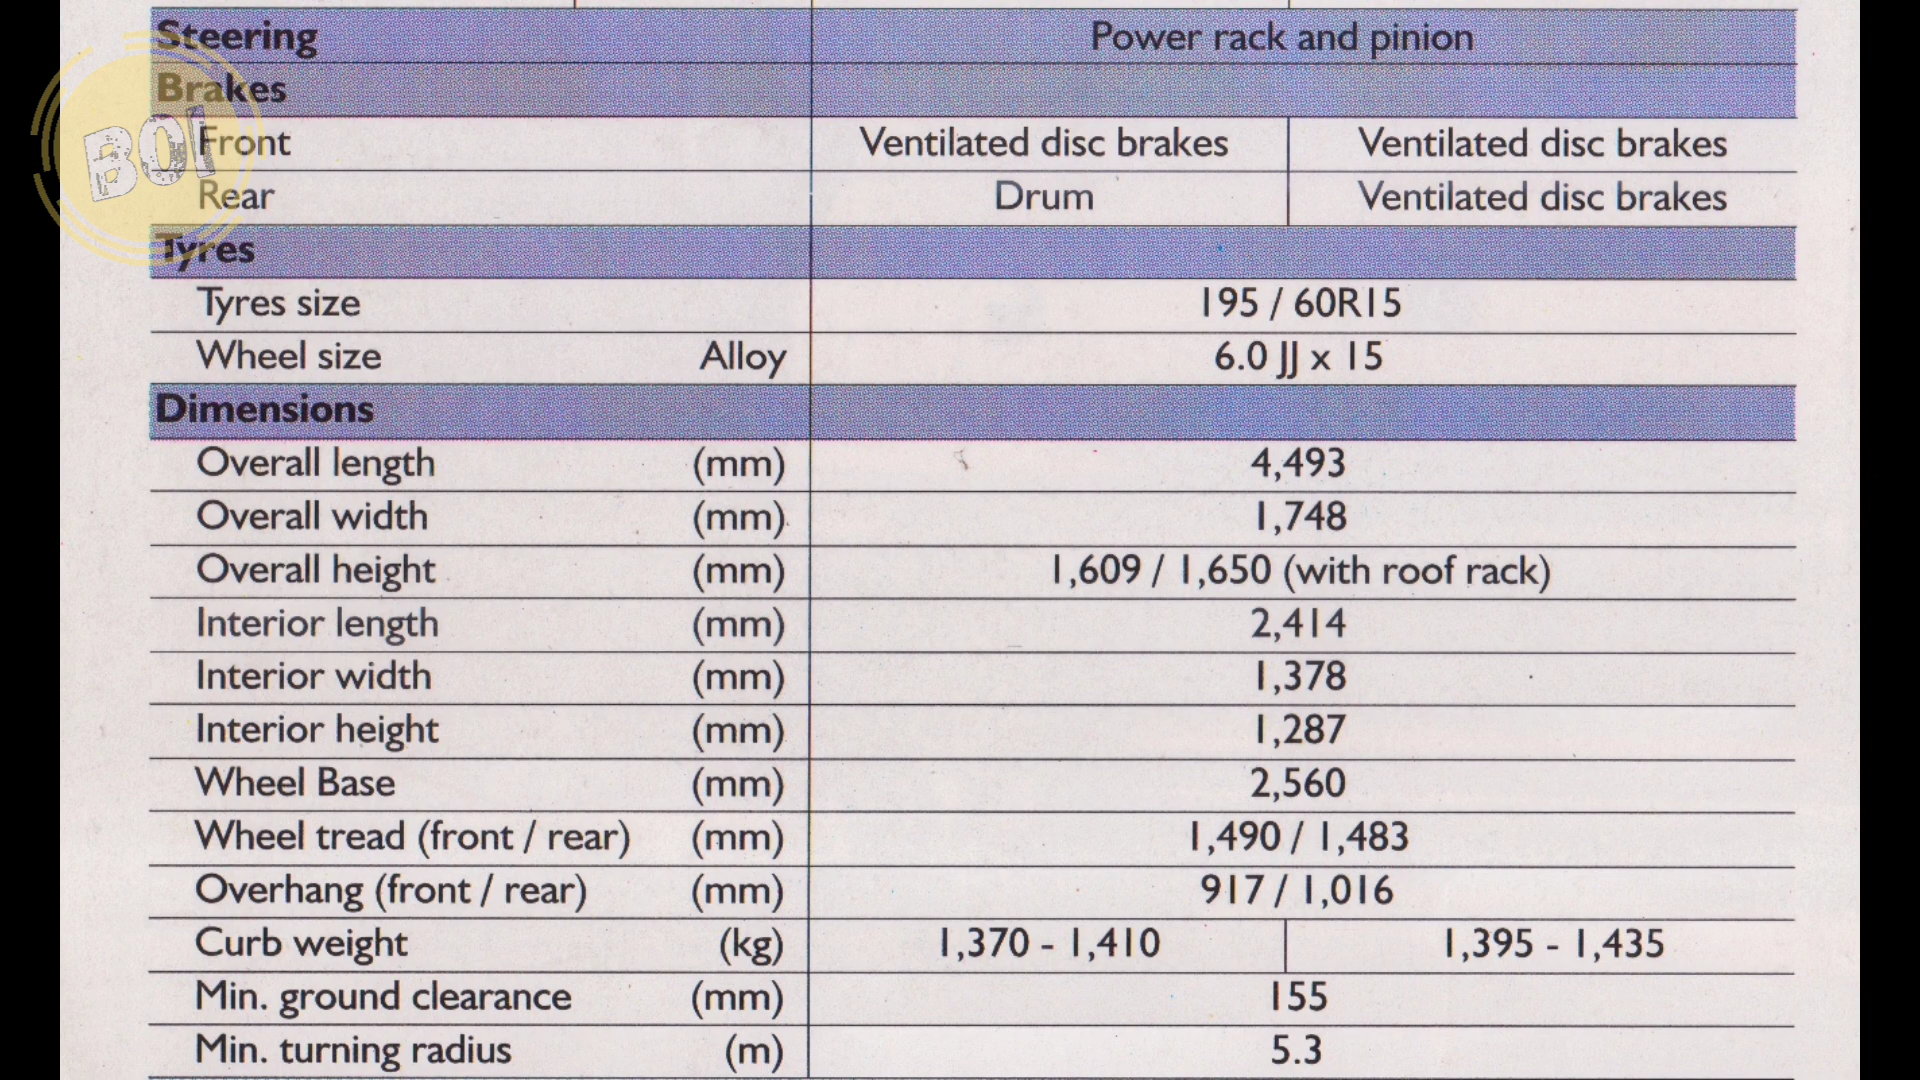 Steering Power rack and pinion
Brakes
BOI
Front Ventilated disc brakes Ventilated disc brakes
Rear Drum Ventilated disc brakes
Tyres
Tyres size 195 / 60R15
Wheel size Alloy 6.0 JJ x 15
Dimensions
Overall length (mm) 4,493
Overall width (mm) 1,748
Overall height (mm) 1,609 / 1,650 (with roof rack)
Interior length (mm) 2,414
Interior width (mm) 1,378
Interior height (mm) 1,287
Wheel Base (mm) 2,560
Wheel tread (front / rear) (mm) 1,490 / 1,483
Overhang (front / rear) (mm) 917 / 1,016
Curb weight (kg) 1,370 - 1,410 1,395 - 1,435
Min. ground clearance (mm) 155
Min. turning radius (m) 5.3